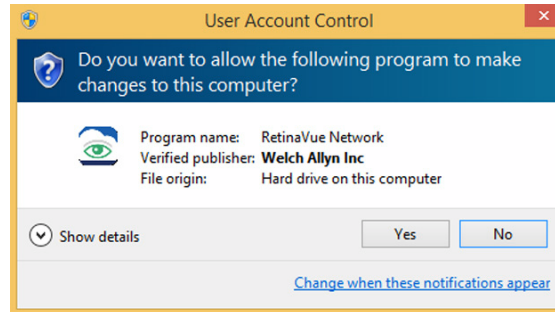 User Account Control
Do you want to allow the following program to make
changes to this computer?
Program name: RetinaVue Network
Verified publisher: Welch Allyn Inc
File origin: Hard drive on this computer
Show details
Yes
No
Change when these notifications appear